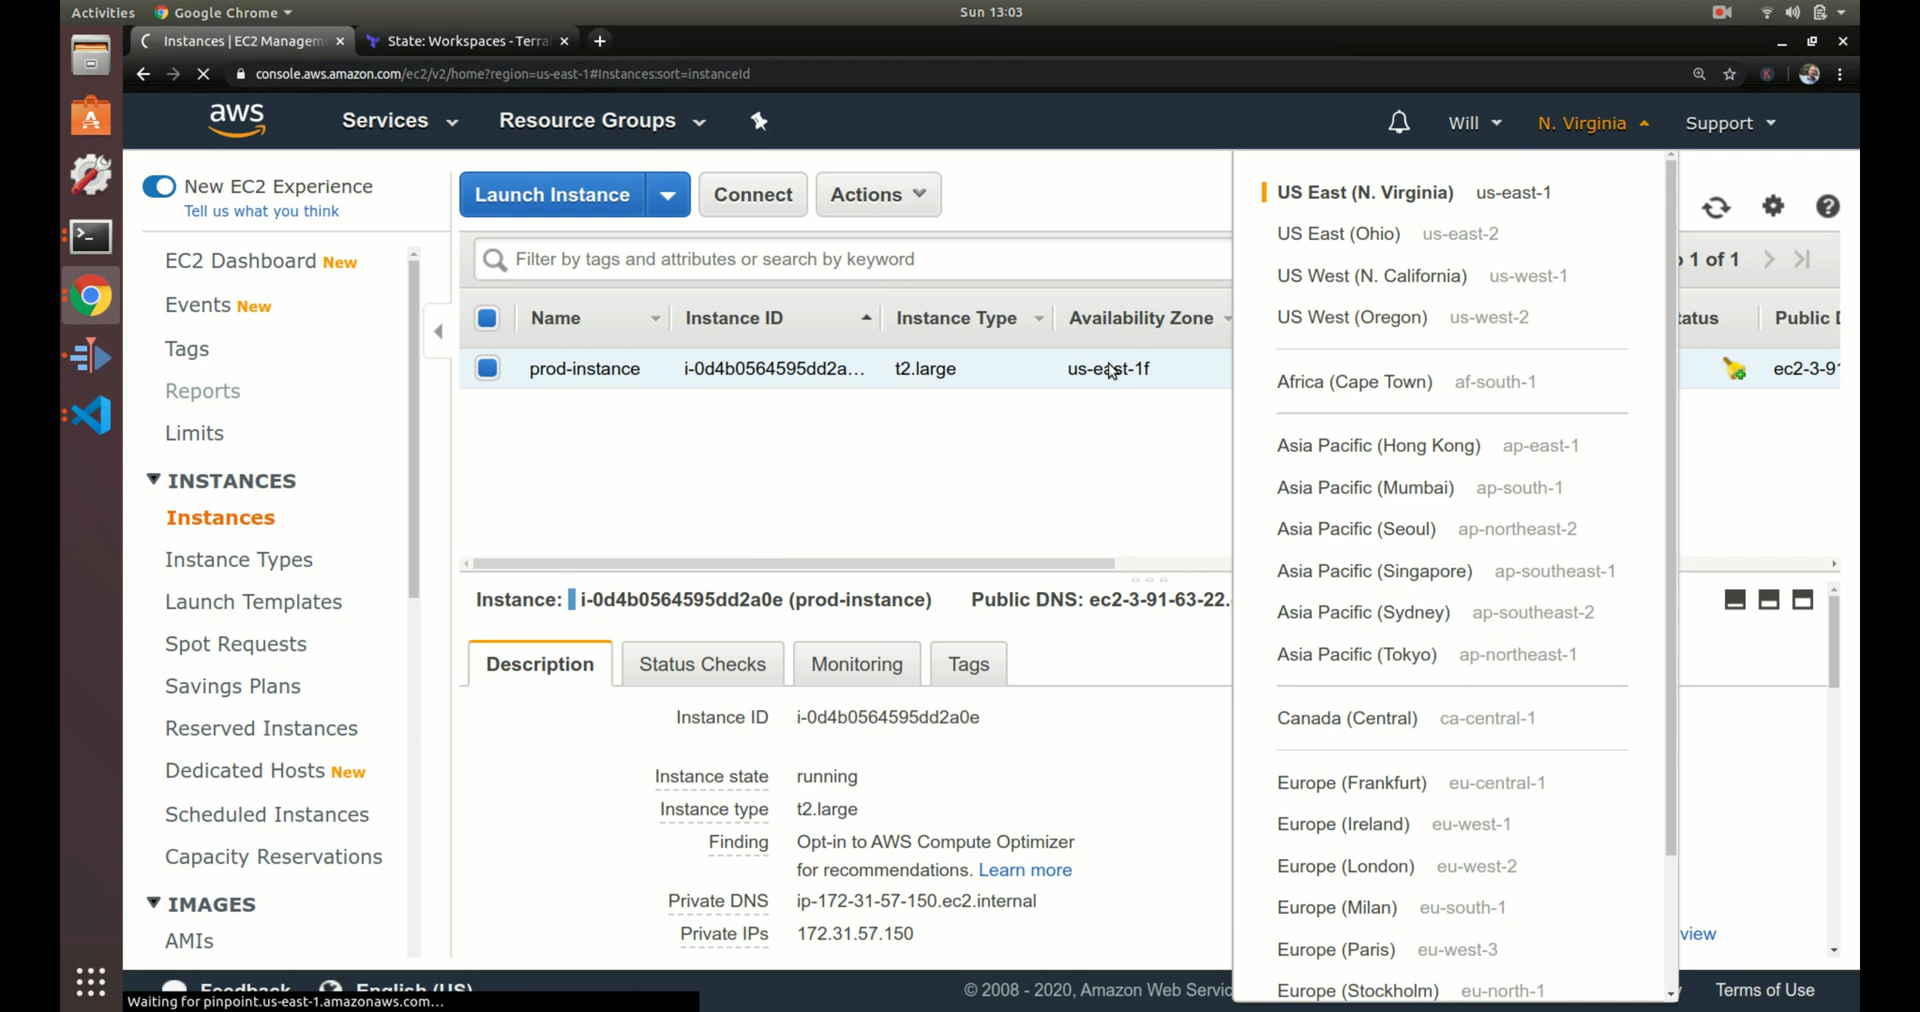 Activities Google Chrome Sun 13:03
Instances | EC2 Managem State: Workspaces - Terra
console.aws.amazon.com/ec2/v2/home?region=us-east-1#Instances:sort=instanceId
aws Services Resource Groups Will N. Virginia Support
New EC2 Experience
Tell us what you think
EC2 Dashboard New
Events New
Tags
Reports
Limits
INSTANCES
Instances
Instance Types
Launch Templates
Spot Requests
Savings Plans
Reserved Instances
Dedicated Hosts New
Scheduled Instances
Capacity Reservations
IMAGES
AMIs
Launch Instance Connect Actions
Filter by tags and attributes or search by keyword
1 of 1
Name Instance ID Instance Type Availability Zone tatus Public D
prod-instance i-0d4b0564595dd2a... t2.large us-east-1f ec2-3-91
Instance: i-0d4b0564595dd2a0e (prod-instance) Public DNS: ec2-3-91-63-22.
Description Status Checks Monitoring Tags
Instance ID i-0d4b0564595dd2a0e
Instance state running
Instance type t2.large
Finding Opt-in to AWS Compute Optimizer
for recommendations. Learn more
Private DNS ip-172-31-57-150.ec2.internal
Private IPs 172.31.57.150
view
US East (N. Virginia) us-east-1
US East (Ohio) us-east-2
US West (N. California) us-west-1
US West (Oregon) us-west-2
Africa (Cape Town) af-south-1
Asia Pacific (Hong Kong) ap-east-1
Asia Pacific (Mumbai) ap-south-1
Asia Pacific (Seoul) ap-northeast-2
Asia Pacific (Singapore) ap-southeast-1
Asia Pacific (Sydney) ap-southeast-2
Asia Pacific (Tokyo) ap-northeast-1
Canada (Central) ca-central-1
Europe (Frankfurt) eu-central-1
Europe (Ireland) eu-west-1
Europe (London) eu-west-2
Europe (Milan) eu-south-1
Europe (Paris) eu-west-3
Europe (Stockholm) eu-north-1
Feedback English (US) © 2008 - 2020, Amazon Web Servic Terms of Use
Waiting for pinpoint.us-east-1.amazonaws.com...